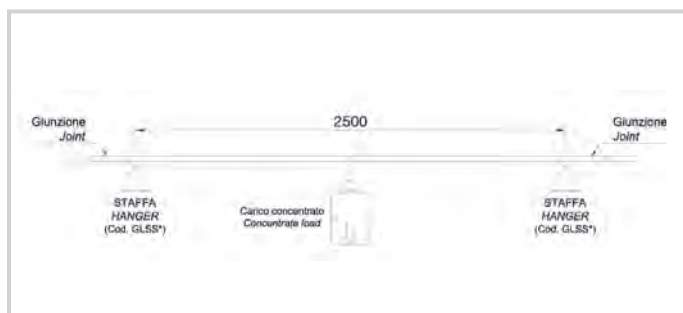 2500
Giunzione
Joint
Giunzione
Joint
STAFFA
HANGER
(Cod. GLSS*)
Carico concentrato
Concentrate load
STAFFA
HANGER
(Cod. GLSS*)